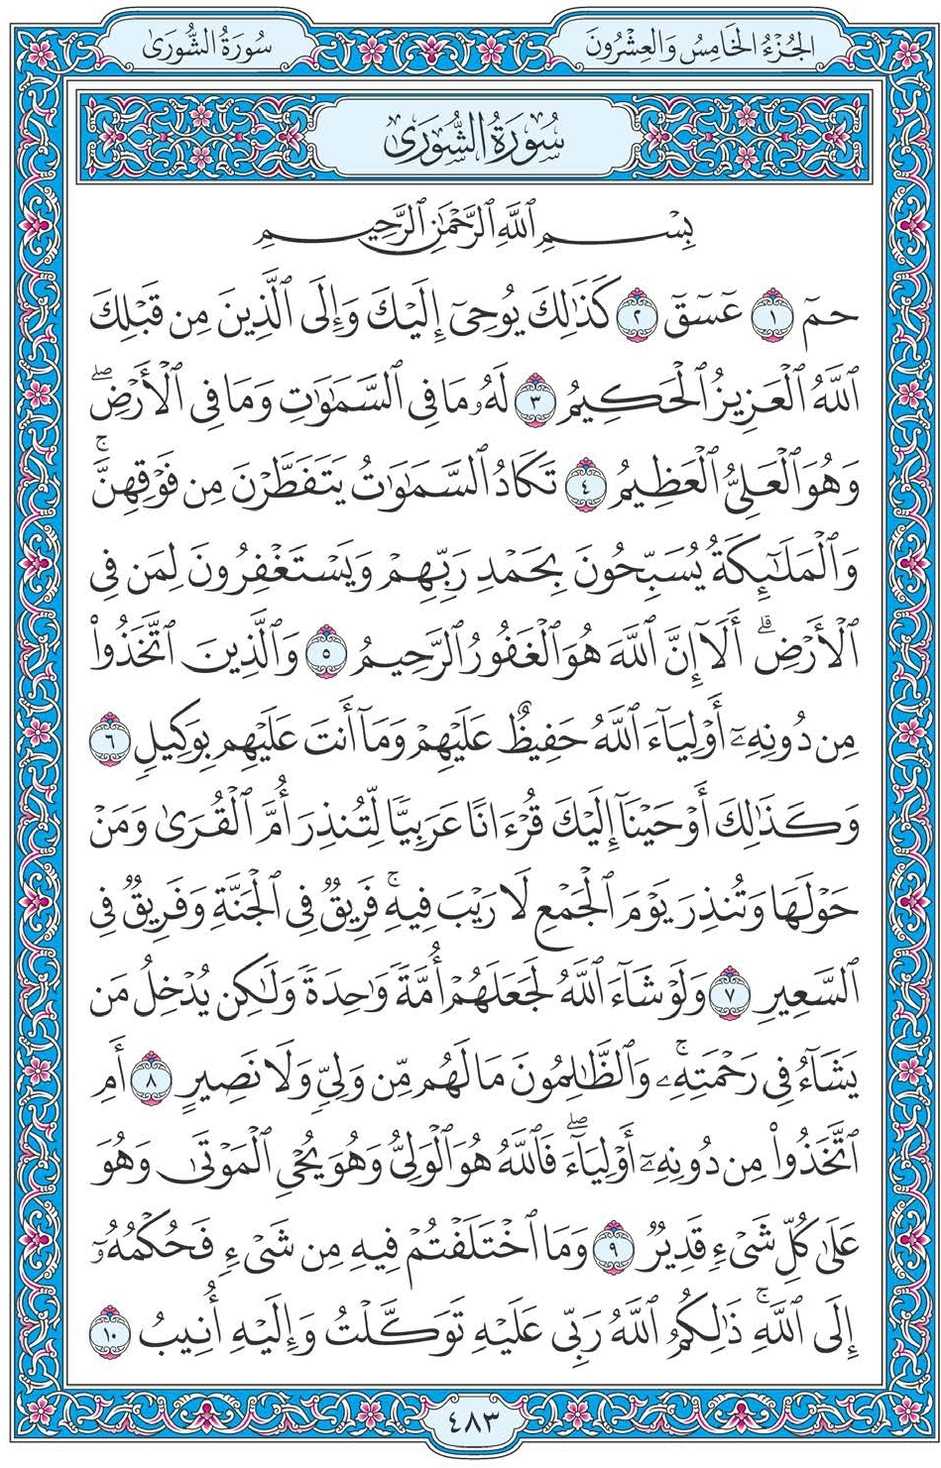 الجُزْءُ الخَامِسُ وَالعِشْرُونَ
سُورَةُ الشُّورَىٰ
سُورَةُ الشُّورَىٰ
بِسۡمِ ٱللَّهِ ٱلرَّحۡمَٰنِ ٱلرَّحِيمِ
حمٓ ١ عٓسٓقٓ ٢ كَذَٰلِكَ يُوحِيٓ إِلَيۡكَ وَإِلَى ٱلَّذِينَ مِن قَبۡلِكَ
ٱللَّهُ ٱلۡعَزِيزُ ٱلۡحَكِيمُ ٣ لَهُۥ مَا فِي ٱلسَّمَٰوَٰتِ وَمَا فِي ٱلۡأَرۡضِۖ
وَهُوَ ٱلۡعَلِيُّ ٱلۡعَظِيمُ ٤ تَكَادُ ٱلسَّمَٰوَٰتُ يَتَفَطَّرۡنَ مِن فَوۡقِهِنَّۚ
وَٱلۡمَلَٰٓئِكَةُ يُسَبِّحُونَ بِحَمۡدِ رَبِّهِمۡ وَيَسۡتَغۡفِرُونَ لِمَن فِي
ٱلۡأَرۡضِۗ أَلَآ إِنَّ ٱللَّهَ هُوَ ٱلۡغَفُورُ ٱلرَّحِيمُ ٥ وَٱلَّذِينَ ٱتَّخَذُواْ
مِن دُونِهِۦٓ أَوۡلِيَآءَ ٱللَّهُ حَفِيظٌ عَلَيۡهِمۡ وَمَآ أَنتَ عَلَيۡهِم بِوَكِيلٖ ٦
وَكَذَٰلِكَ أَوۡحَيۡنَآ إِلَيۡكَ قُرۡءَانًا عَرَبِيّٗا لِّتُنذِرَ أُمَّ ٱلۡقُرَىٰ وَمَنۡ
حَوۡلَهَا وَتُنذِرَ يَوۡمَ ٱلۡجَمۡعِ لَا رَيۡبَ فِيهِۚ فَرِيقٞ فِي ٱلۡجَنَّةِ وَفَرِيقٞ فِي
ٱلسَّعِيرِ ٧ وَلَوۡ شَآءَ ٱللَّهُ لَجَعَلَهُمۡ أُمَّةٗ وَٰحِدَةٗ وَلَٰكِن يُدۡخِلُ مَن
يَشَآءُ فِي رَحۡمَتِهِۦۚ وَٱلظَّٰلِمُونَ مَا لَهُم مِّن وَلِيّٖ وَلَا نَصِيرٍ ٨ أَمِ
ٱتَّخَذُواْ مِن دُونِهِۦٓ أَوۡلِيَآءَۖ فَٱللَّهُ هُوَ ٱلۡوَلِيُّ وَهُوَ يُحۡيِ ٱلۡمَوۡتَىٰ وَهُوَ
عَلَىٰ كُلِّ شَيۡءٖ قَدِيرٞ ٩ وَمَا ٱخۡتَلَفۡتُمۡ فِيهِ مِن شَيۡءٖ فَحُكۡمُهُۥٓ
إِلَى ٱللَّهِۚ ذَٰلِكُمُ ٱللَّهُ رَبِّي عَلَيۡهِ تَوَكَّلۡتُ وَإِلَيۡهِ أُنِيبُ ١٠
٤٨٣